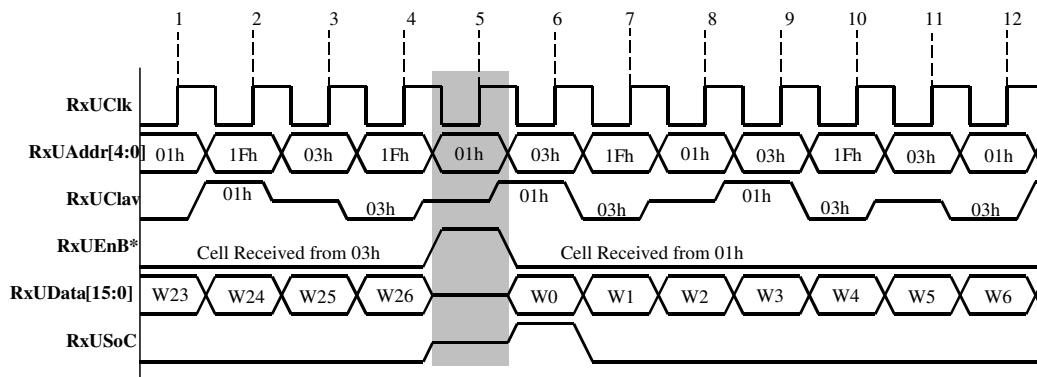 1 2 3 4 5 6 7 8 9 10 11 12
RxUClk
RxUAddr[4:0] 01h 1Fh 03h 1Fh 01h 03h 1Fh 01h 03h 1Fh 03h 01h
RxUClav 01h 03h 01h 03h 01h 03h 03h
RxUEnB* Cell Received from 03h Cell Received from 01h
RxUData[15:0] W23 W24 W25 W26 W0 W1 W2 W3 W4 W5 W6
RxUSoC